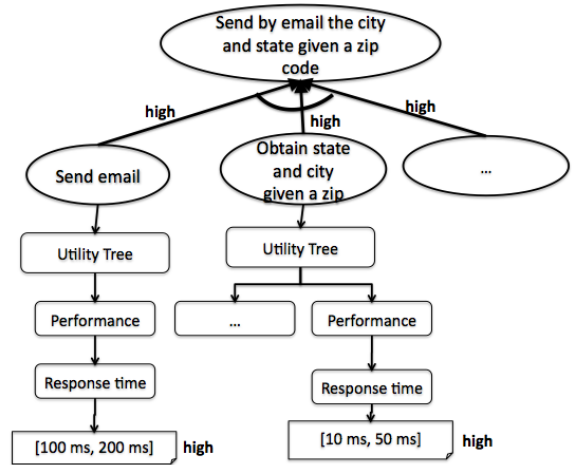 Send by email the city
and state given a zip
code
high
high
high
Send email
Obtain state
and city
given a zip
...
Utility Tree
Utility Tree
Performance
...
Performance
Response time
Response time
[100 ms, 200 ms]
high
[10 ms, 50 ms]
high